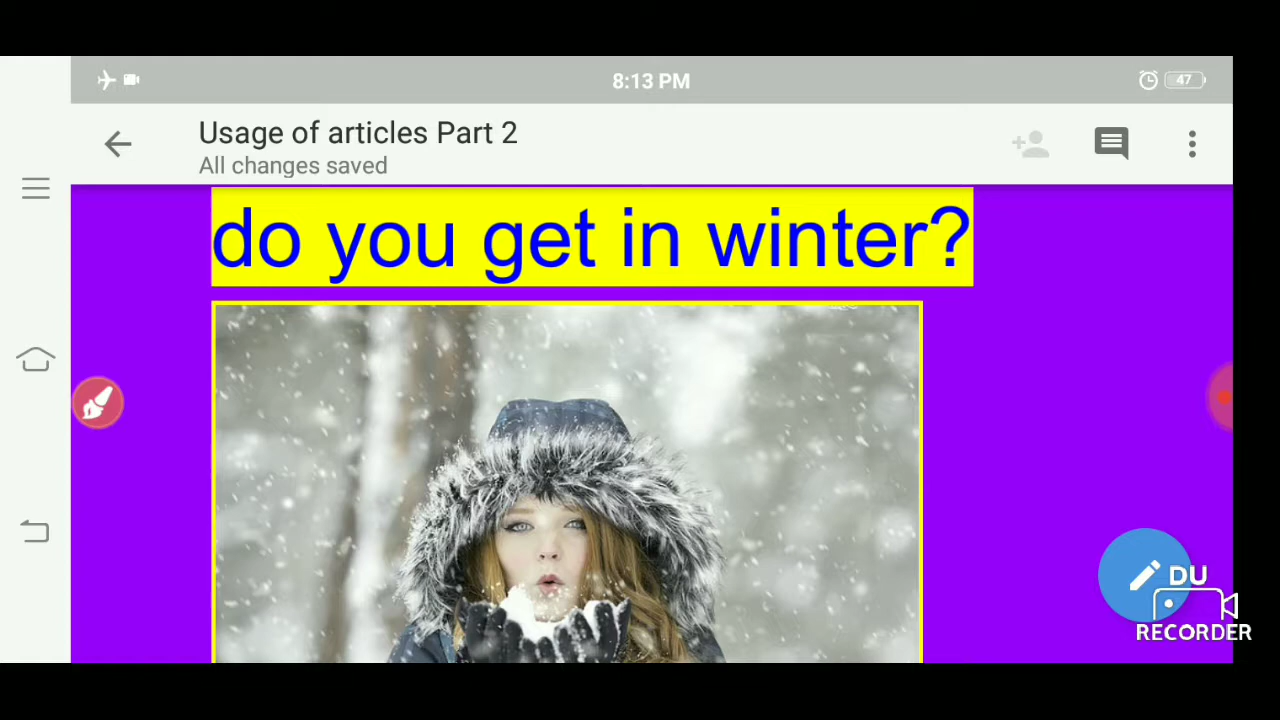 8:13 PM
47
Usage of articles Part 2
All changes saved
do you get in winter?
DU
RECORDER